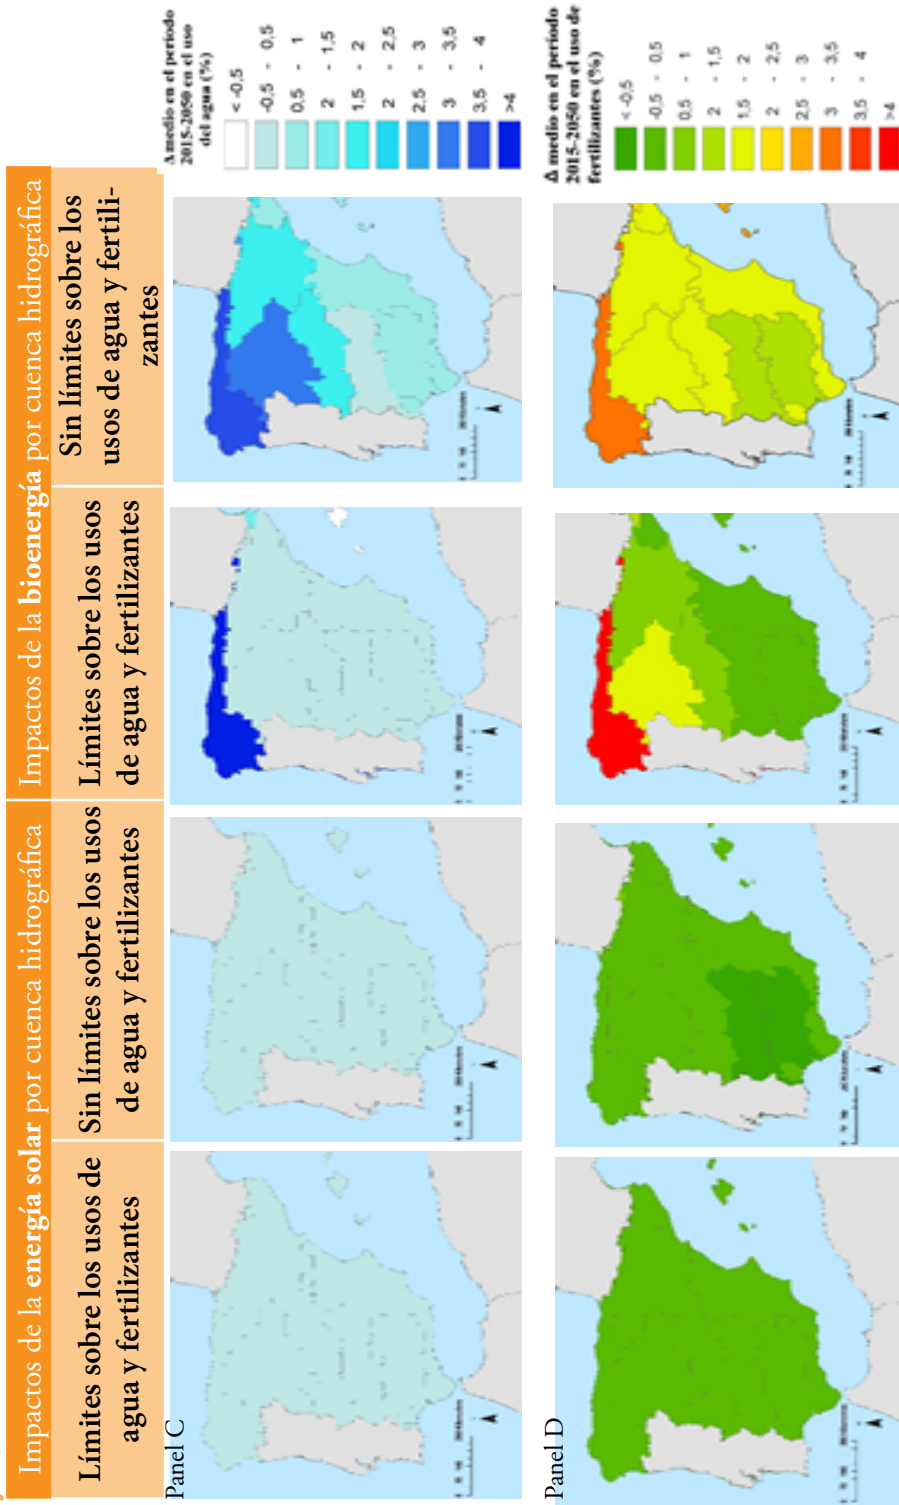 Impactos de la energía solar por cuenca hidrográfica
Impactos de la bioenergía por cuenca hidrográfica
Límites sobre los usos de
agua y fertilizantes
Sin límites sobre los usos
de agua y fertilizantes
Límites sobre los usos
de agua y fertilizantes
Sin límites sobre los
usos de agua y fertili-
zantes
Panel C
Δ medio en el período
2015-2050 en el uso
del agua (%)
< -0,5
-0,5 - 0,5
0,5 - 1
2 - 1,5
1,5 - 2
2 - 2,5
2,5 - 3
3 - 3,5
3,5 - 4
>4
Panel D
Δ medio en el período
2015-2050 en el uso de
fertilizantes (%)
< -0,5
-0,5 - 0,5
0,5 - 1
2 - 1,5
1,5 - 2
2 - 2,5
2,5 - 3
3 - 3,5
3,5 - 4
>4